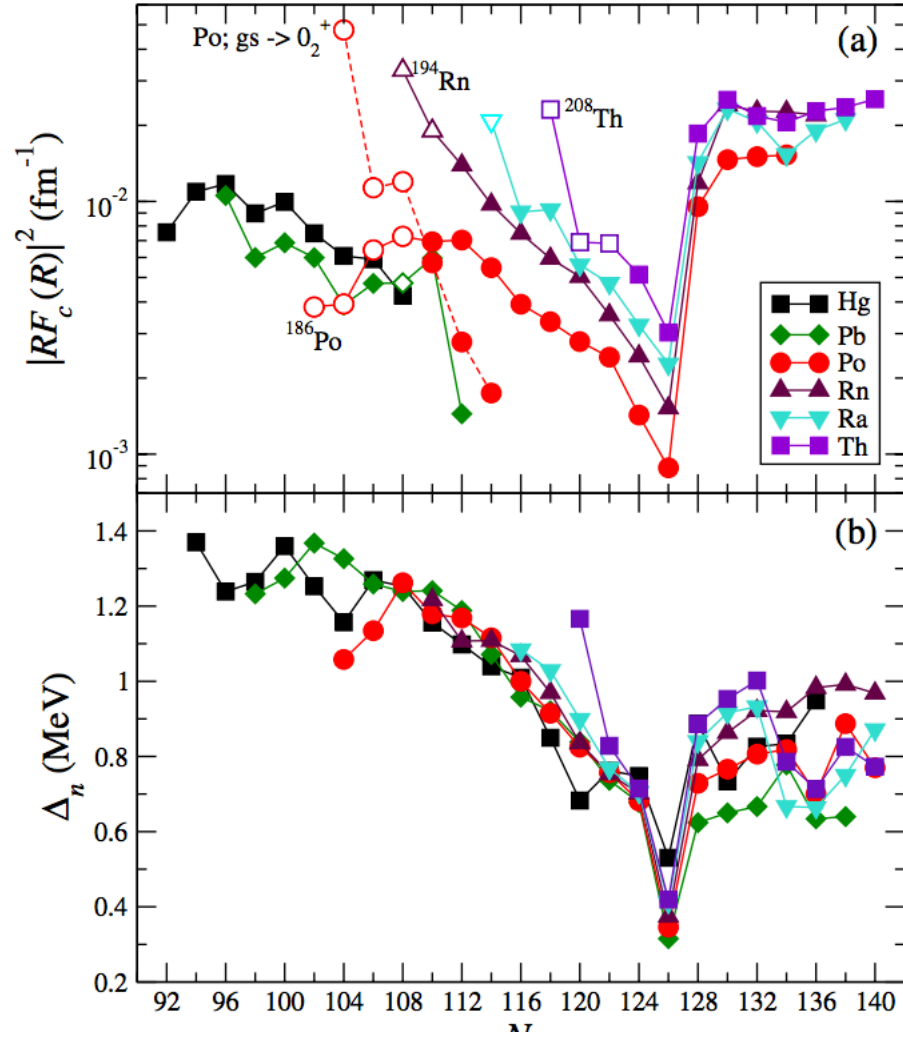 (a)
Po; gs -> 0₂⁺
¹⁹⁴Rn
²⁰⁸Th
¹⁸⁶Po
10⁻²
10⁻³
|RF_c(R)|² (fm⁻¹)
Hg
Pb
Po
Rn
Ra
Th
(b)
1.4
1.2
1
0.8
0.6
0.4
0.2
Δ_n (MeV)
92 96 100 104 108 112 116 120 124 128 132 136 140